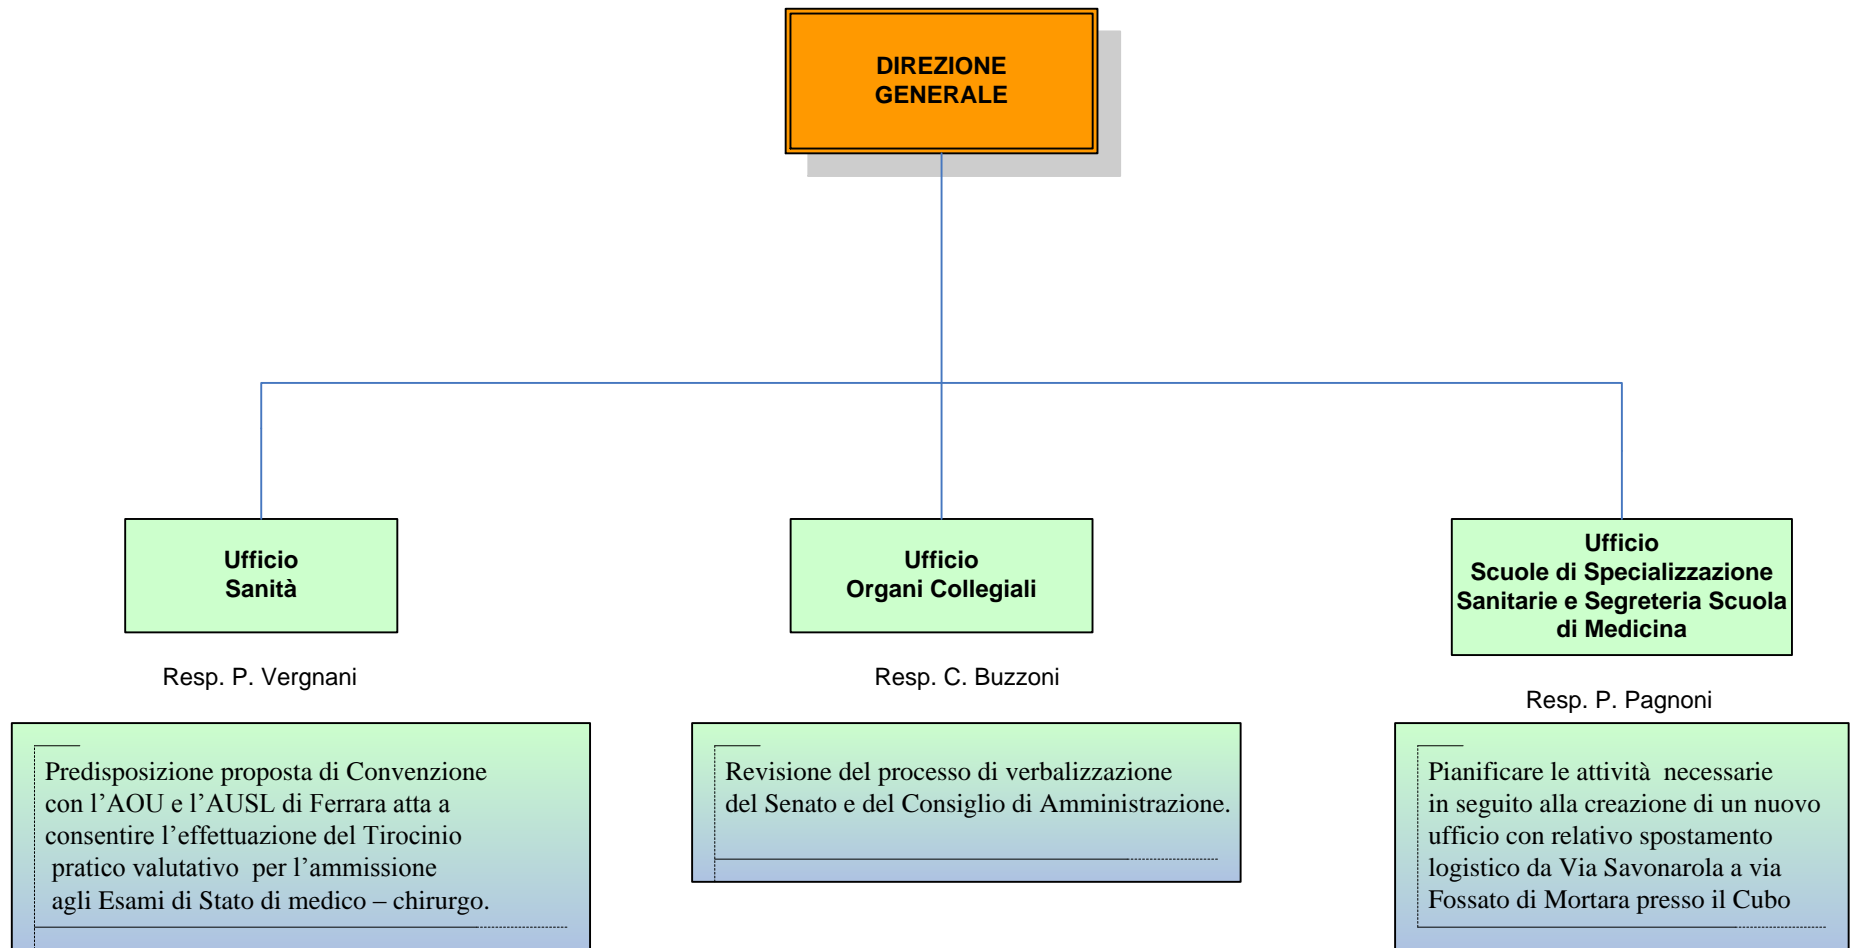 DIREZIONE
GENERALE
Ufficio
Sanità
Resp. P. Vergnani
Predisposizione proposta di Convenzione
con l’AOU e l’AUSL di Ferrara atta a
consentire l’effettuazione del Tirocinio
pratico valutativo per l’ammissione
agli Esami di Stato di medico – chirurgo.
Ufficio
Organi Collegiali
Resp. C. Buzzoni
Revisione del processo di verbalizzazione
del Senato e del Consiglio di Amministrazione.
Ufficio
Scuole di Specializzazione
Sanitarie e Segreteria Scuola
di Medicina
Resp. P. Pagnoni
Pianificare le attività necessarie
in seguito alla creazione di un nuovo
ufficio con relativo spostamento
logistico da Via Savonarola a via
Fossato di Mortara presso il Cubo